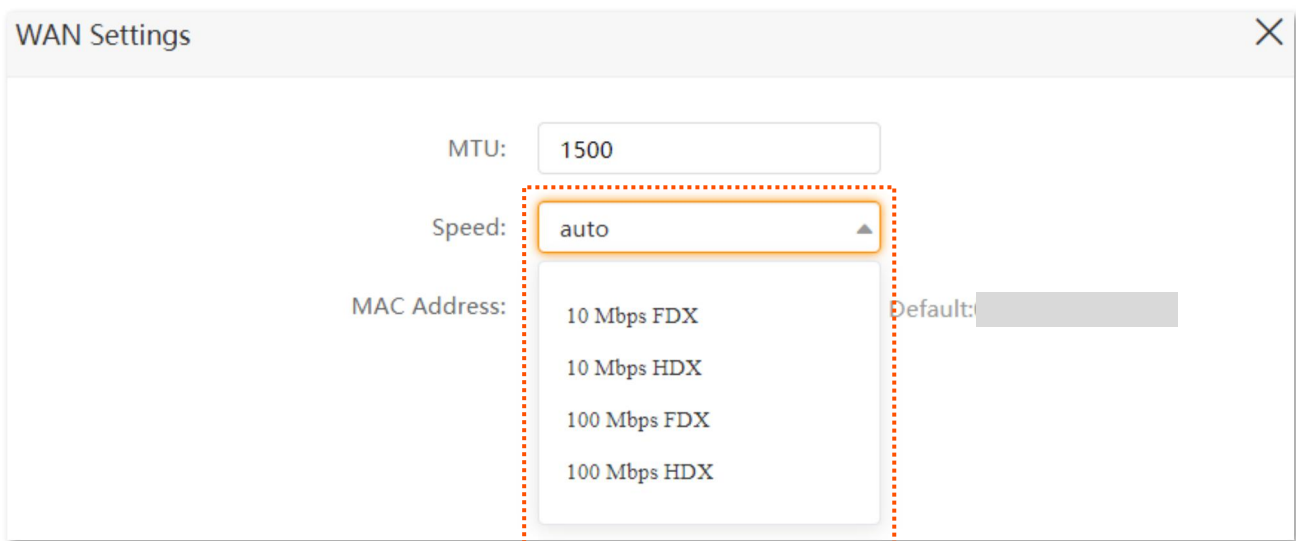 WAN Settings
MTU: 1500
Speed: auto
MAC Address: Default:
10 Mbps FDX
10 Mbps HDX
100 Mbps FDX
100 Mbps HDX